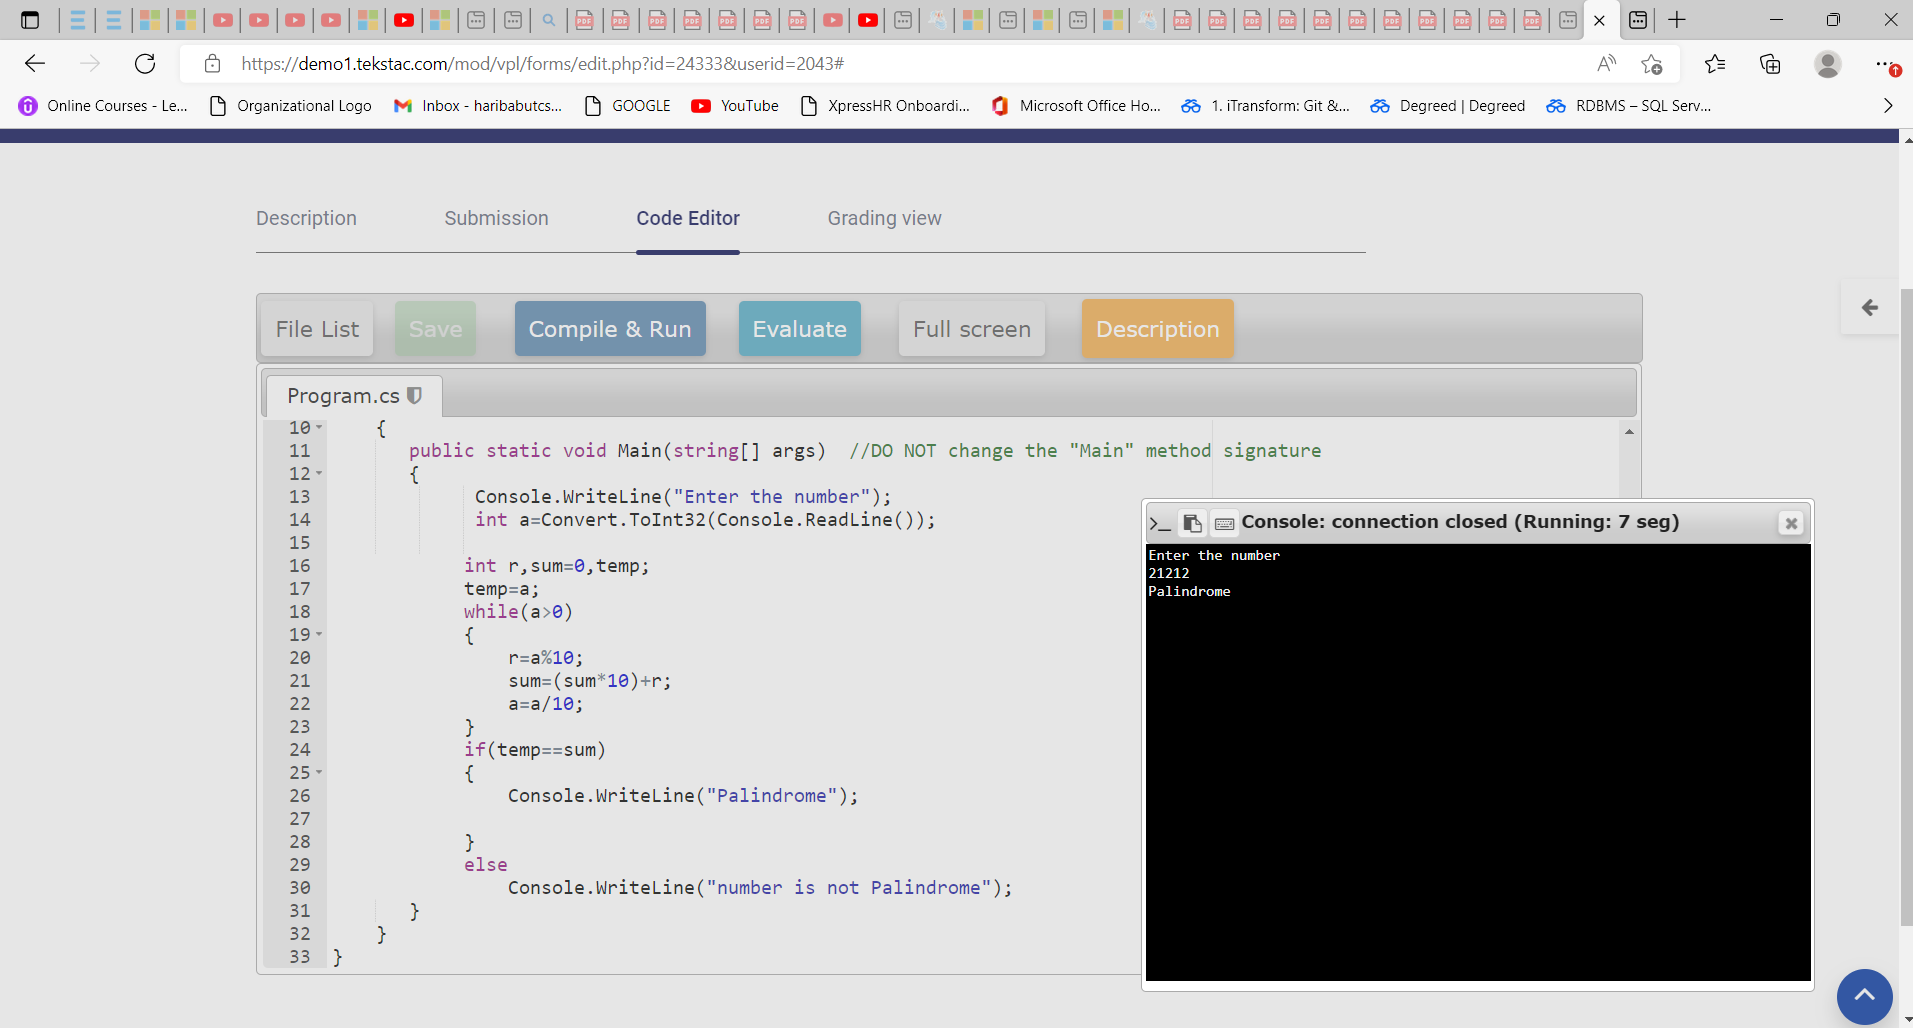 https://demo1.tekstac.com/mod/vpl/forms/edit.php?id=24333&userid=2043#
Online Courses - Le... Organizational Logo Inbox - haribabutcs... GOOGLE YouTube XpressHR Onboardi... Microsoft Office Ho... 1. iTransform: Git &... Degreed | Degreed RDBMS – SQL Serv...
Description Submission Code Editor Grading view
File List Save Compile & Run Evaluate Full screen Description
Program.cs
10 {
11 public static void Main(string[] args) //DO NOT change the "Main" method signature
12 {
13 Console.WriteLine("Enter the number");
14 int a=Convert.ToInt32(Console.ReadLine());
15
16 int r,sum=0,temp;
17 temp=a;
18 while(a>0)
19 {
20 r=a%10;
21 sum=(sum*10)+r;
22 a=a/10;
23 }
24 if(temp==sum)
25 {
26 Console.WriteLine("Palindrome");
27
28 }
29 else
30 Console.WriteLine("number is not Palindrome");
31 }
32 }
33 }
Console: connection closed (Running: 7 seg)
Enter the number
21212
Palindrome